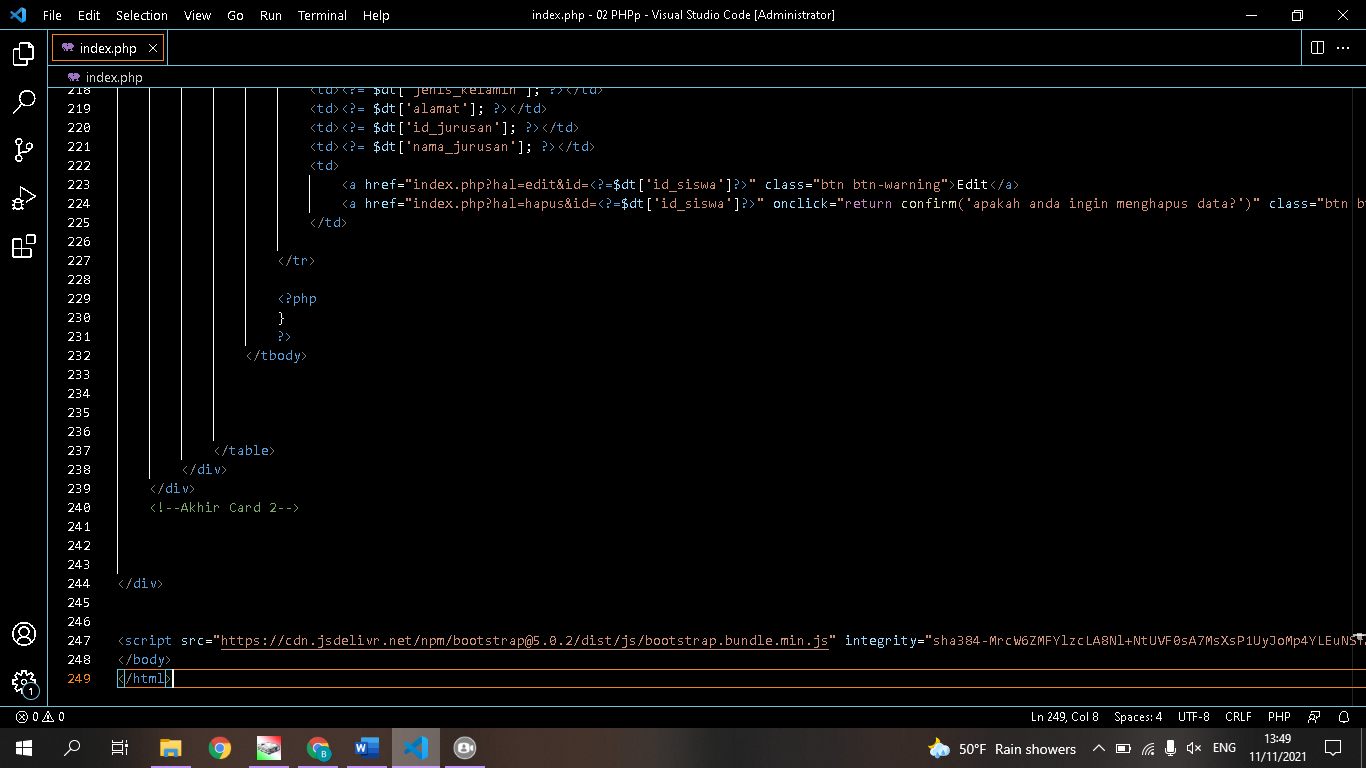 File Edit Selection View Go Run Terminal Help index.php - 02 PHPp - Visual Studio Code [Administrator]
index.php
index.php
218 <td><?= $dt['jenis_kelamin']; ?></td>
219 <td><?= $dt['alamat']; ?></td>
220 <td><?= $dt['id_jurusan']; ?></td>
221 <td><?= $dt['nama_jurusan']; ?></td>
222 <td>
223 <a href="index.php?hal=edit&id=<?=$dt['id_siswa']?>" class="btn btn-warning">Edit</a>
224 <a href="index.php?hal=hapus&id=<?=$dt['id_siswa']?>" onclick="return confirm('apakah anda ingin menghapus data?')" class="btn b
225 </td>
226
227 </tr>
228
229 <?php
230 }
231 ?>
232 </tbody>
233
234
235
236
237 </table>
238 </div>
239 </div>
240 <!--Akhir Card 2-->
241
242
243
244 </div>
245
246
247 <script src="https://cdn.jsdelivr.net/npm/bootstrap@5.0.2/dist/js/bootstrap.bundle.min.js" integrity="sha384-MrcW6ZMFYlzcLA8Nl+NtUVF0sA7MsXsP1UyJoMp4YLEuNS
248 </body>
249 </html>
1
0 0 Ln 249, Col 8 Spaces: 4 UTF-8 CRLF PHP
50°F Rain showers ENG 13:49
11/11/2021